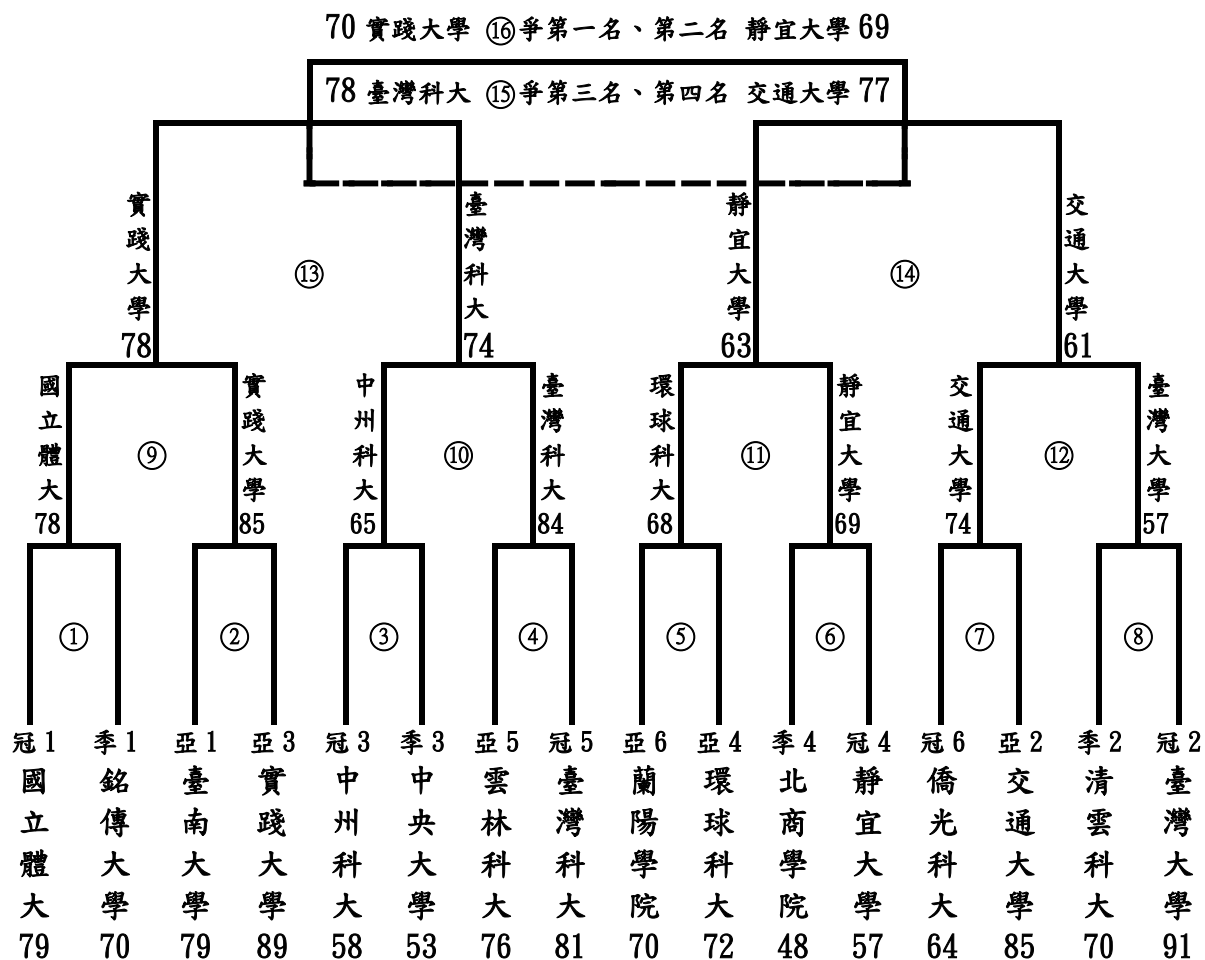 70 實踐大學 ⑯爭第一名、第二名 靜宜大學 69
78 臺灣科大 ⑮爭第三名、第四名 交通大學 77
實踐大學
78
臺灣科大
74
靜宜大學
63
交通大學
61
⑬
⑭
國立體大
78
實踐大學
85
中州科大
65
臺灣科大
84
環球科大
68
靜宜大學
69
交通大學
74
臺灣大學
57
⑨
⑩
⑪
⑫
①
②
③
④
⑤
⑥
⑦
⑧
冠1
國立體大
79
季1
銘傳大學
70
亞1
臺南大學
79
亞3
實踐大學
89
冠3
中州科大
58
季3
中央大學
53
亞5
雲林科大
76
冠5
臺灣科大
81
亞6
蘭陽學院
70
亞4
環球科大
72
季4
北商學院
48
冠4
靜宜大學
57
冠6
僑光科大
64
亞2
交通大學
85
季2
清雲科大
70
冠2
臺灣大學
91